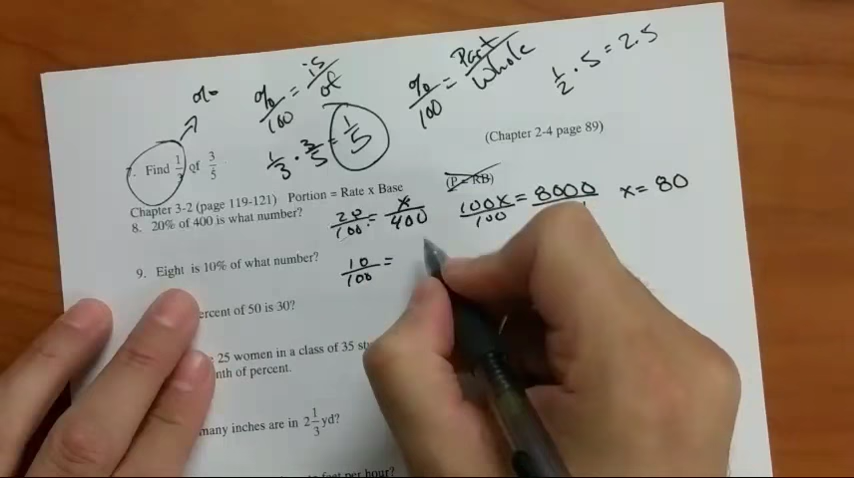 %
%/100 = is/of
%/100 = Part/Whole
1/2 · 5 = 2.5
1/3 · 3/5 = 1/5
7. Find 1/3 of 3/5
(Chapter 2-4 page 89)
Chapter 3-2 (page 119-121) Portion = Rate x Base (P = RB)
8. 20% of 400 is what number? 20/100 = x/400 100x/100 = 8000 x = 80
9. Eight is 10% of what number? 10/100 =
ercent of 50 is 30?
25 women in a class of 35 st
nth of percent.
many inches are in 2 1/3 yd?
per hour?